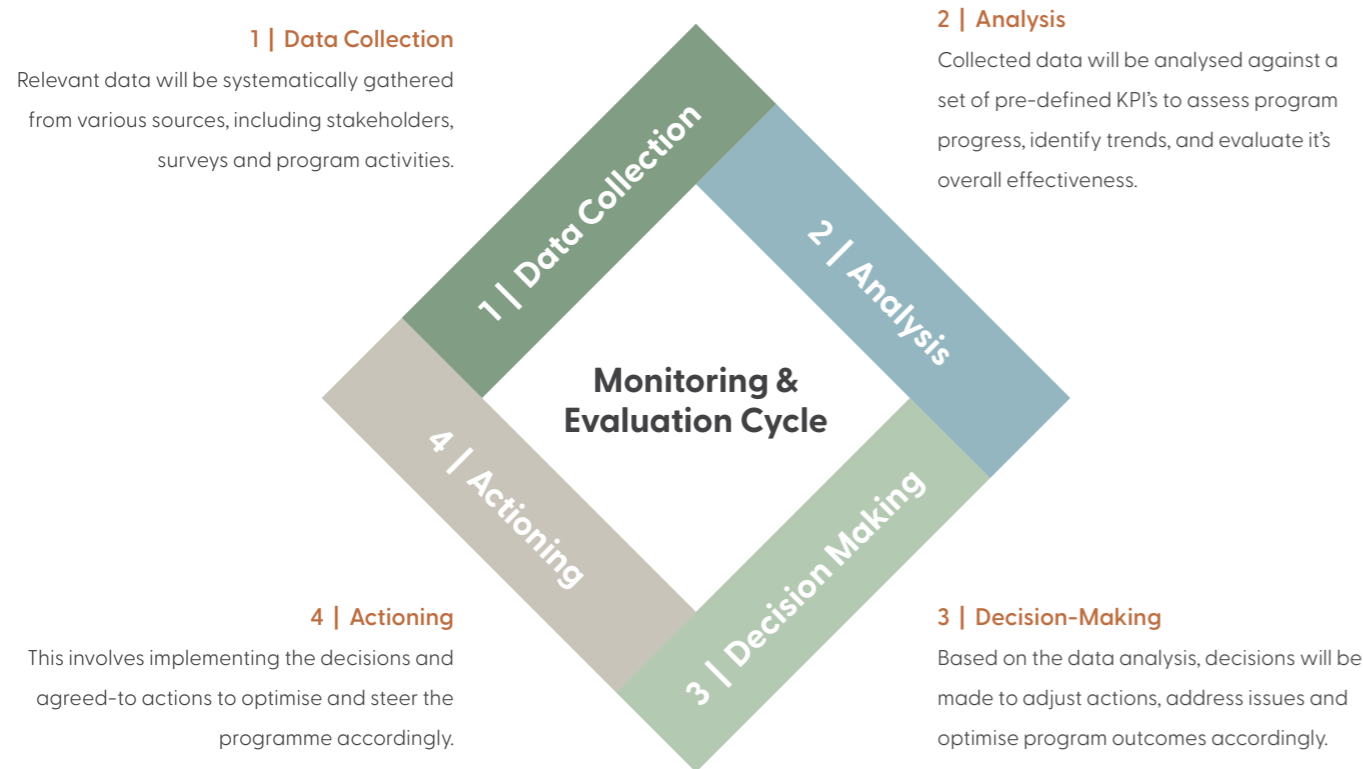 1 | Data Collection
Relevant data will be systematically gathered
from various sources, including stakeholders,
surveys and program activities.
2 | Analysis
Collected data will be analysed against a
set of pre-defined KPI's to assess program
progress, identify trends, and evaluate it's
overall effectiveness.
1 | Data Collection
2 | Analysis
Monitoring &
Evaluation Cycle
4 | Actioning
3 | Decision Making
4 | Actioning
This involves implementing the decisions and
agreed-to actions to optimise and steer the
programme accordingly.
3 | Decision-Making
Based on the data analysis, decisions will be
made to adjust actions, address issues and
optimise program outcomes accordingly.